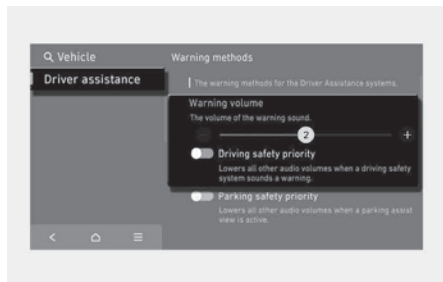 Vehicle
Warning methods
Driver assistance
The warning methods for the Driver Assistance systems.
Warning volume
The volume of the warning sound.
2
Driving safety priority
Lowers all other audio volumes when a driving safety
system sounds a warning.
Parking safety priority
Lowers all other audio volumes when a parking assist
view is active.